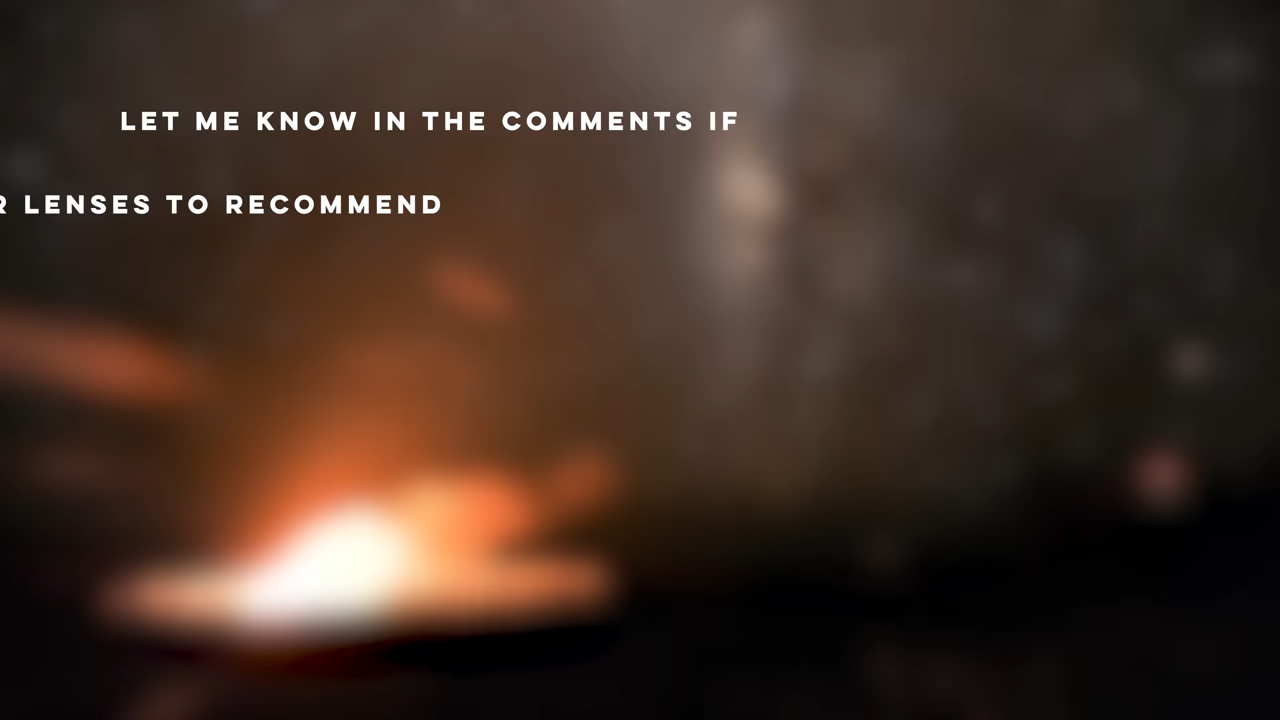 LET ME KNOW IN THE COMMENTS IF
LENSES TO RECOMMEND